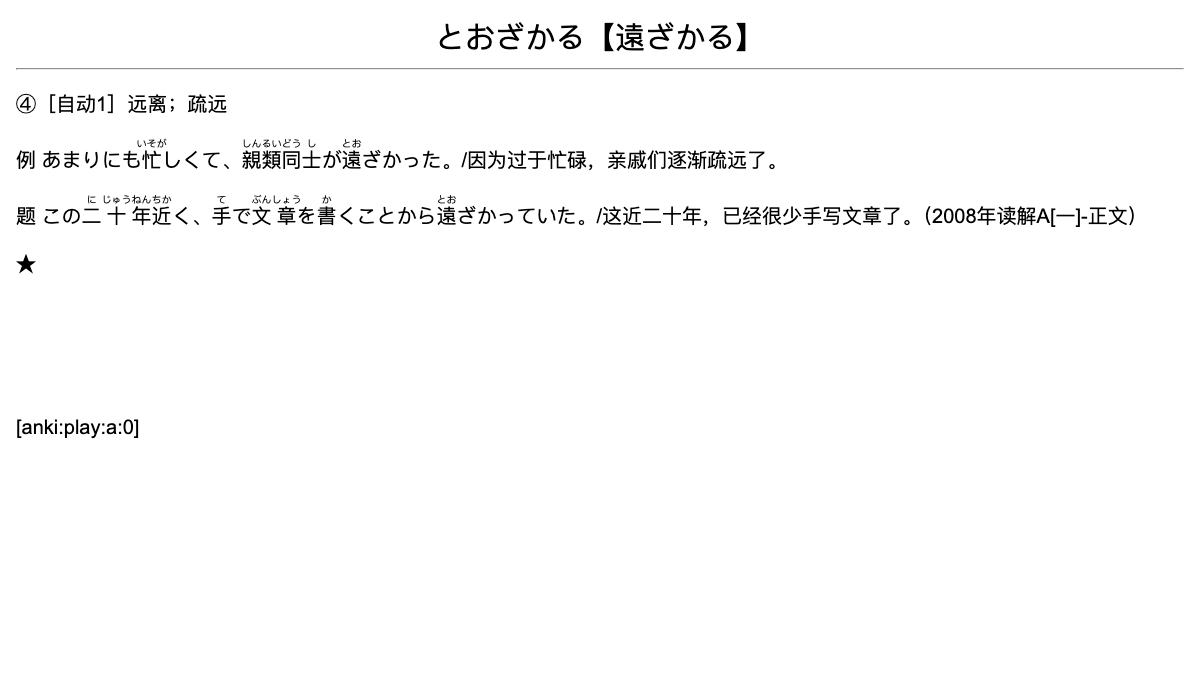 とおざかる【遠ざかる】
④［自动1］远离；疏远
いそが しんるいどう し とお
例 あまりにも忙しくて、親類同士が遠ざかった。/因为过于忙碌，亲戚们逐渐疏远了。
に じゅうねんちか て ぶんしょう か とお
题 この二十年近く、手で文章を書くことから遠ざかっていた。/这近二十年，已经很少手写文章了。（2008年读解A[一]-正文）
★
[anki:play:a:0]